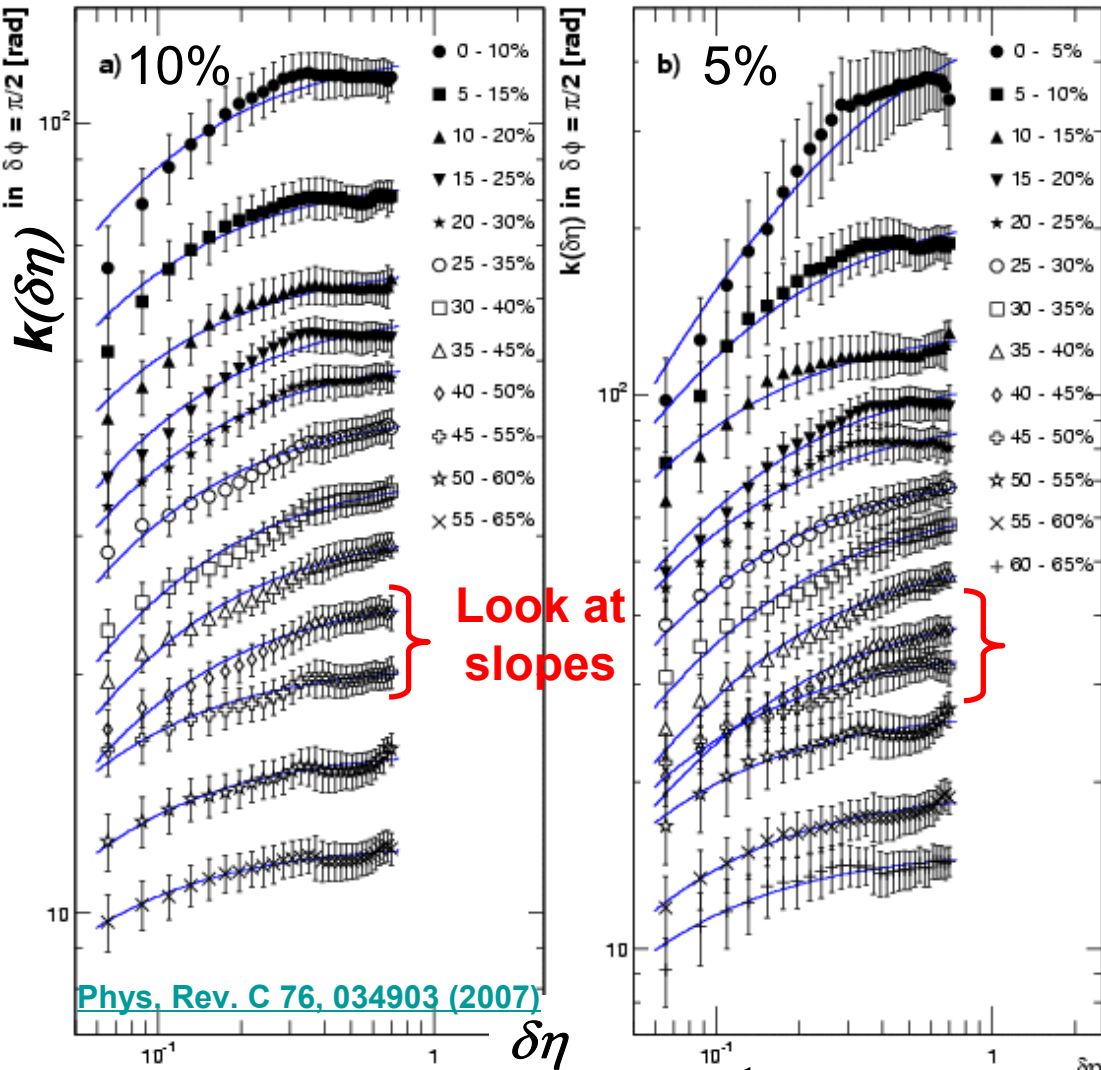 k(δη)
in δφ = π/2 [rad]
a) 10%
0 - 10%
5 - 15%
10 - 20%
15 - 25%
20 - 30%
25 - 35%
30 - 40%
35 - 45%
40 - 50%
45 - 55%
50 - 60%
55 - 65%
10²
10
10⁻¹
1
δη
Phys. Rev. C 76, 034903 (2007)
Look at
slopes
k(δη) in δφ = π/2 [rad]
b) 5%
0 - 5%
5 - 10%
10 - 15%
15 - 20%
20 - 25%
25 - 30%
30 - 35%
35 - 40%
40 - 45%
45 - 50%
50 - 55%
55 - 60%
60 - 65%
10²
10
10⁻¹
1